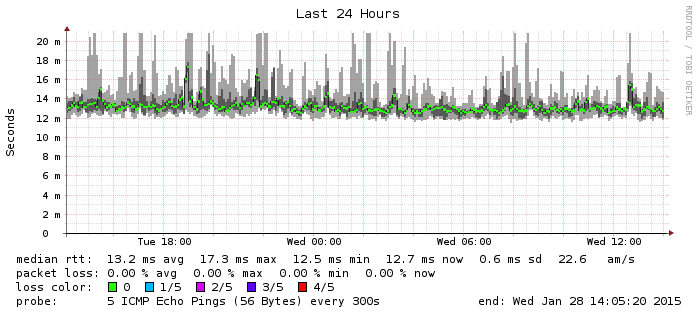 Last 24 Hours
RRDTOOL / TOBI OETIKER
Seconds
20 m
18 m
16 m
14 m
12 m
10 m
8 m
6 m
4 m
2 m
0
Tue 18:00 Wed 00:00 Wed 06:00 Wed 12:00
median rtt: 13.2 ms avg 17.3 ms max 12.5 ms min 12.7 ms now 0.6 ms sd 22.6 am/s
packet loss: 0.00 % avg 0.00 % max 0.00 % min 0.00 % now
loss color: 0 1/5 2/5 3/5 4/5
probe: 5 ICMP Echo Pings (56 Bytes) every 300s end: Wed Jan 28 14:05:20 2015